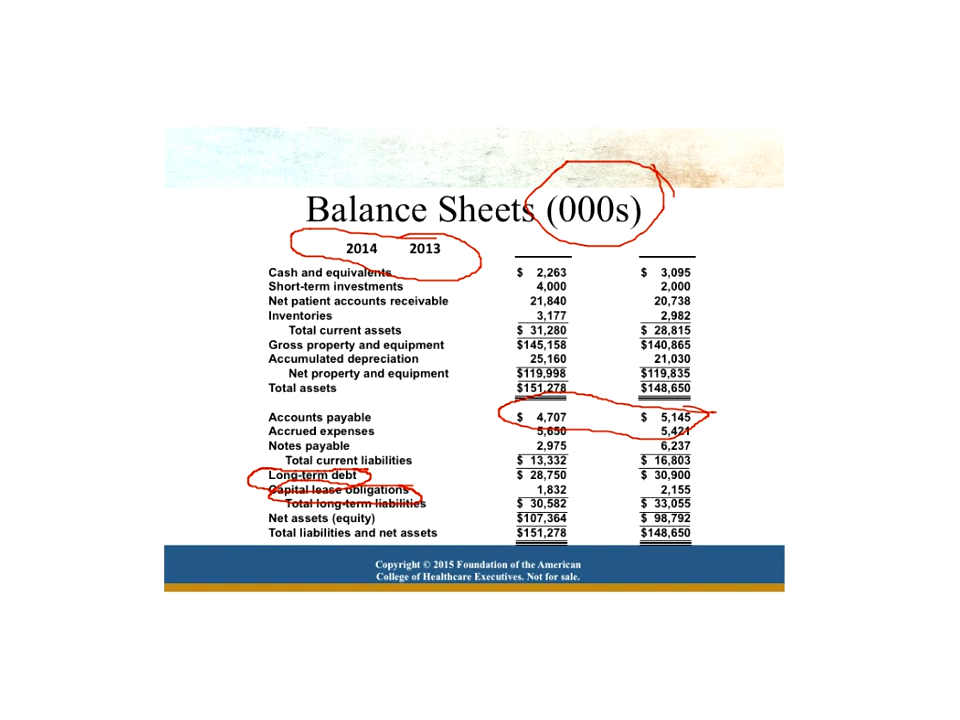 Balance Sheets (000s)
2014 2013
Cash and equivalents $ 2,263 $ 3,095
Short-term investments 4,000 2,000
Net patient accounts receivable 21,840 20,738
Inventories 3,177 2,982
Total current assets $ 31,280 $ 28,815
Gross property and equipment $145,158 $140,865
Accumulated depreciation 25,160 21,030
Net property and equipment $119,998 $119,835
Total assets $151,278 $148,650
Accounts payable $ 4,707 $ 5,145
Accrued expenses 5,650 5,421
Notes payable 2,975 6,237
Total current liabilities $ 13,332 $ 16,803
Long-term debt $ 28,750 $ 30,900
Capital lease obligations 1,832 2,155
Total long-term liabilities $ 30,582 $ 33,055
Net assets (equity) $107,364 $ 98,792
Total liabilities and net assets $151,278 $148,650
Copyright © 2015 Foundation of the American
College of Healthcare Executives. Not for sale.